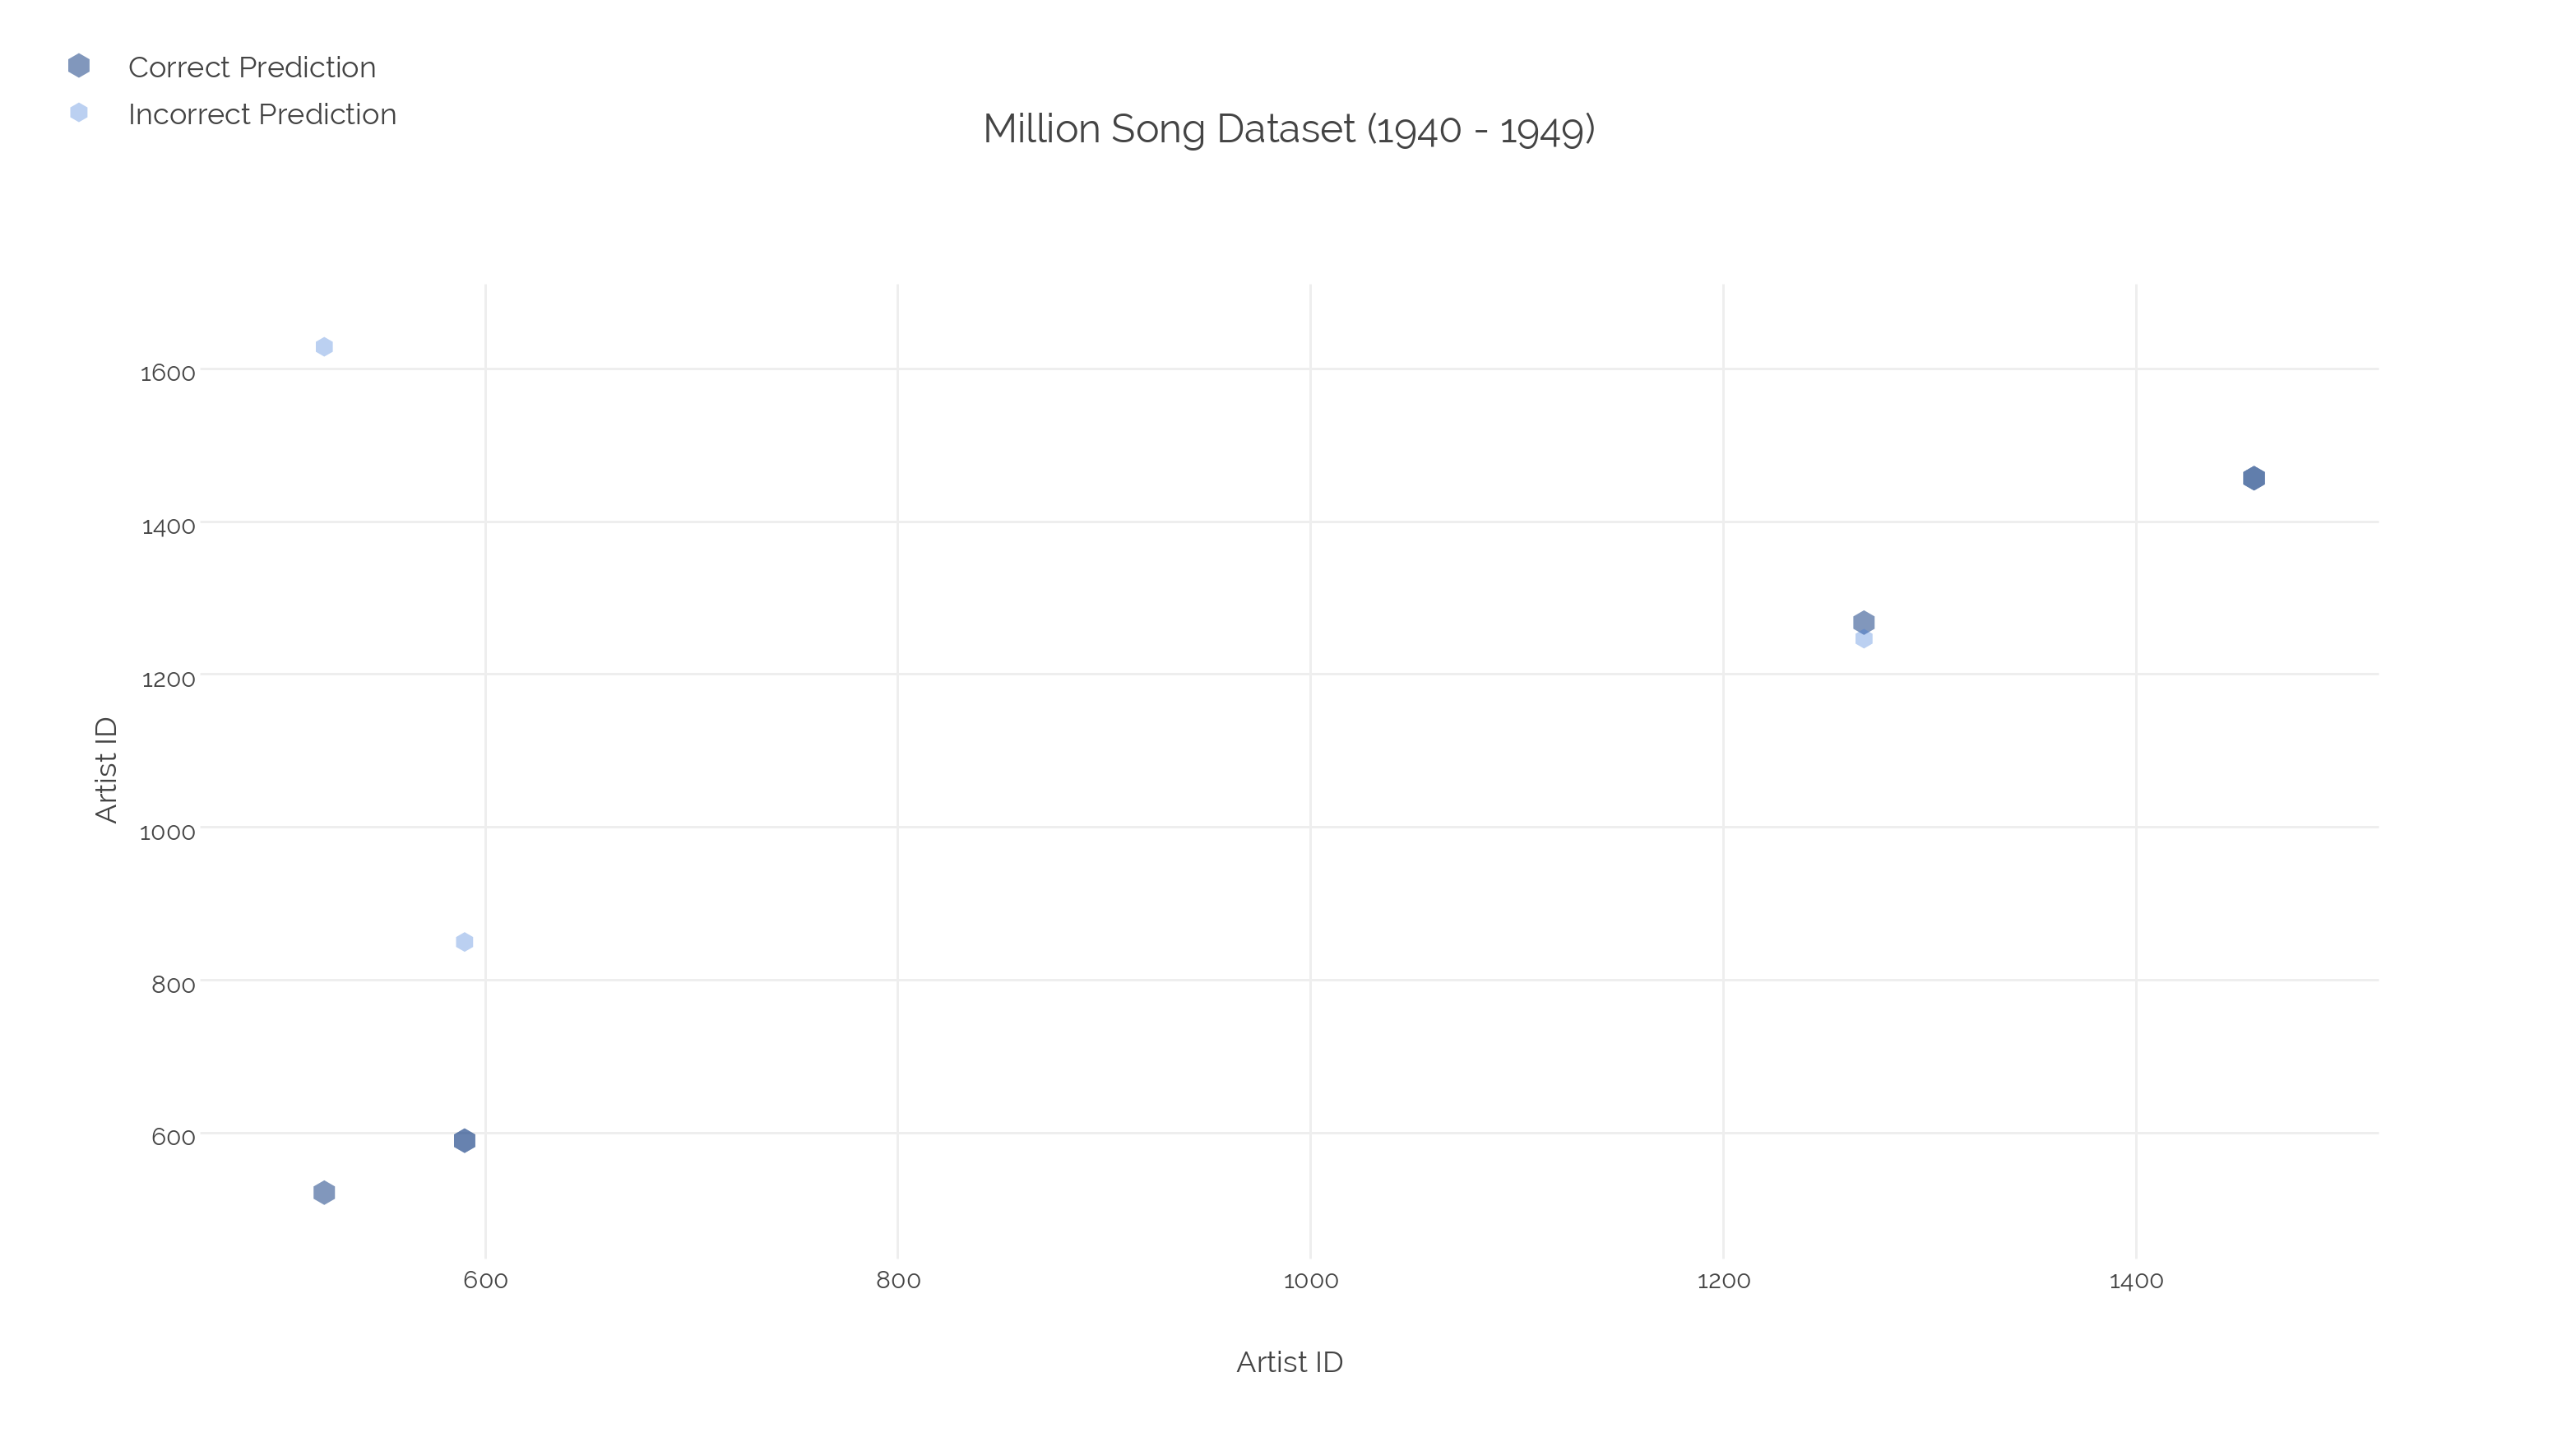 Correct Prediction
Incorrect Prediction
Million Song Dataset (1940 - 1949)
1600
1400
1200
1000
800
600
Artist ID
600
800
1000
1200
1400
Artist ID